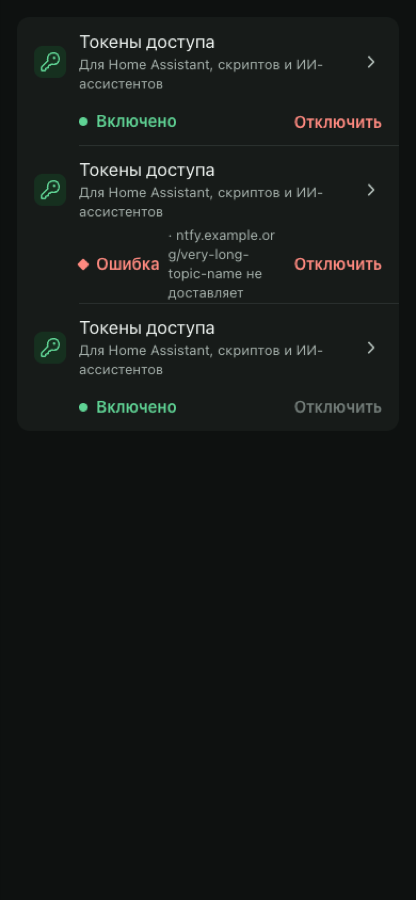 Токены доступа
Для Home Assistant, скриптов и ИИ-
ассистентов
Включено
Отключить
Токены доступа
Для Home Assistant, скриптов и ИИ-
ассистентов
Ошибка
· ntfy.example.or
g/very-long-
topic-name не
доставляет
Отключить
Токены доступа
Для Home Assistant, скриптов и ИИ-
ассистентов
Включено
Отключить